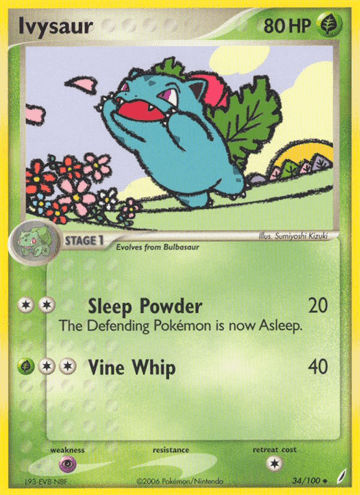 Ivysaur 80 HP
Illus. Sumiyoshi Kizuki
STAGE 1
Evolves from Bulbasaur
Sleep Powder 20
The Defending Pokémon is now Asleep.
Vine Whip 40
weakness resistance retreat cost
©2006 Pokémon/Nintendo 34/100